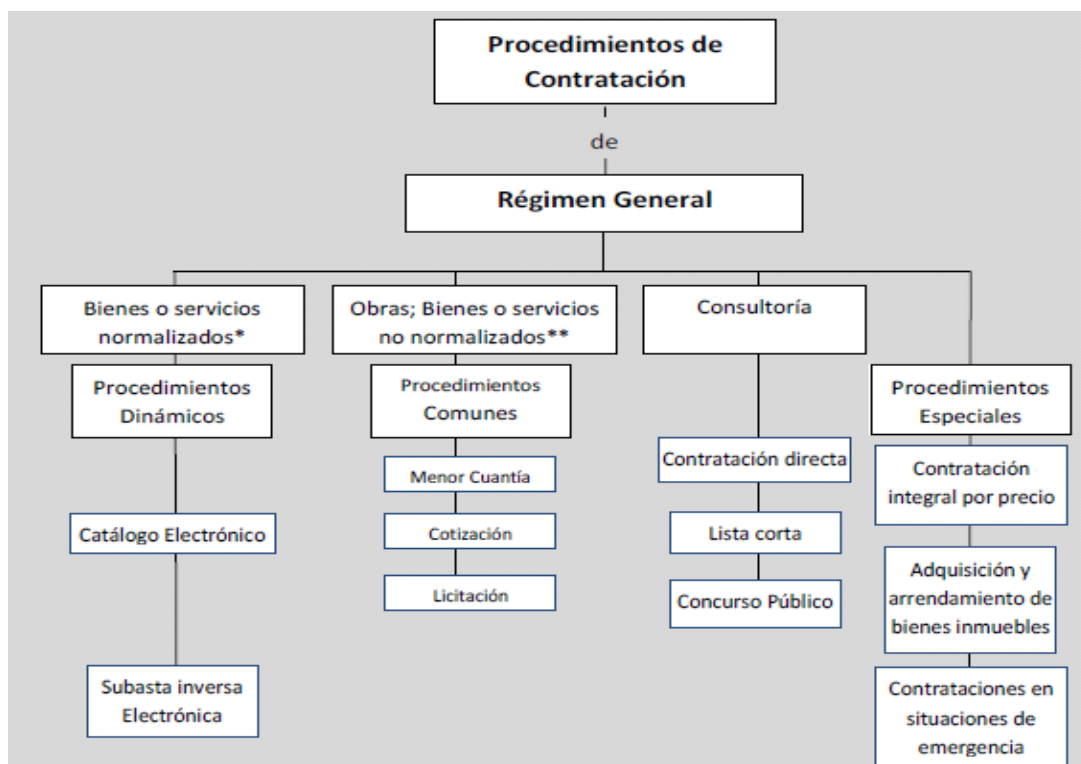 Procedimientos de
Contratación
de
Régimen General
Bienes o servicios
normalizados*
Procedimientos
Dinámicos
Catálogo Electrónico
Subasta inversa
Electrónica
Obras; Bienes o servicios
no normalizados**
Procedimientos
Comunes
Menor Cuantía
Cotización
Licitación
Consultoría
Contratación directa
Lista corta
Concurso Público
Procedimientos
Especiales
Contratación
integral por precio
Adquisición y
arrendamiento de
bienes inmuebles
Contrataciones en
situaciones de
emergencia